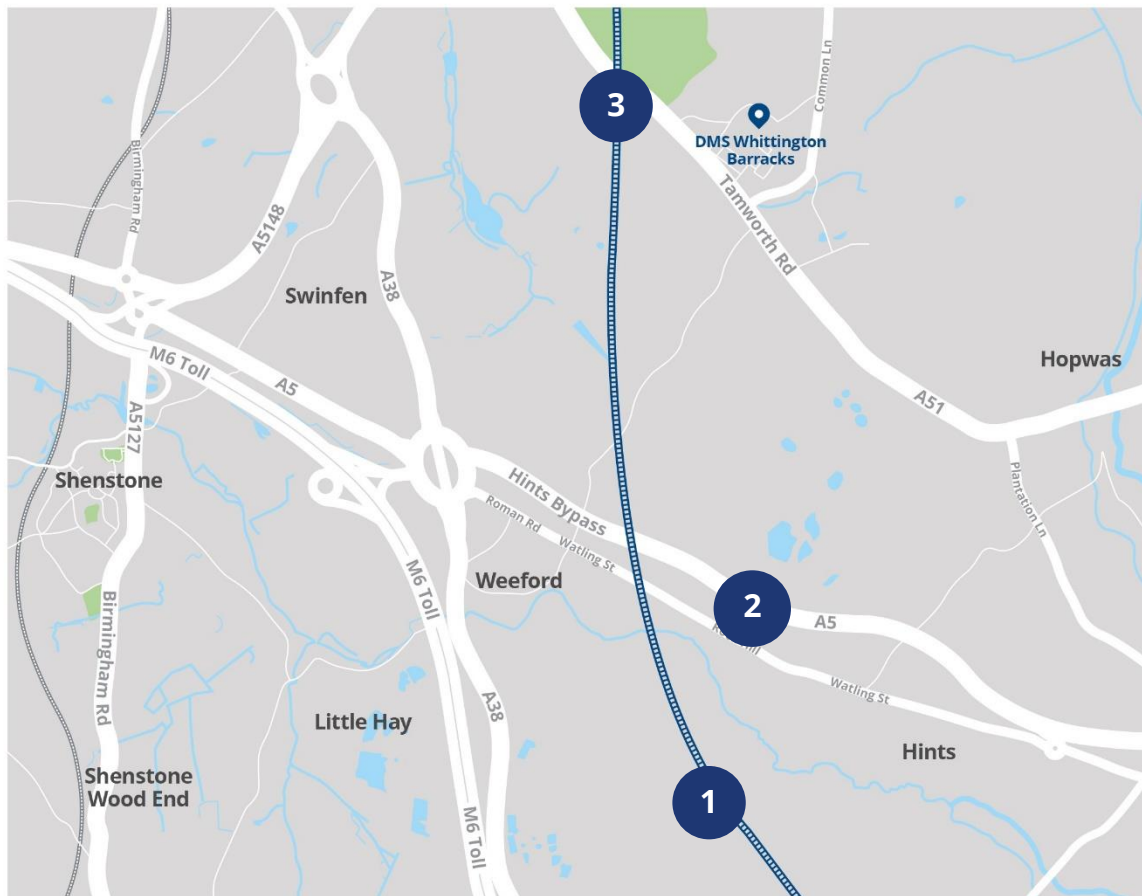 3
Common Ln
DMS Whittington
Barracks
Birmingham Rd
Tamworth Rd
A5148
A38
Swinfen
M6 Toll
A5
Hopwas
A51
A5127
Shenstone
Hints Bypass
Roman Rd
Watling St
Plantation Ln
Weeford
M6 Toll
2
A5
Birmingham Rd
Watling St
A38
Little Hay
Hints
Shenstone
Wood End
1
M6 Toll